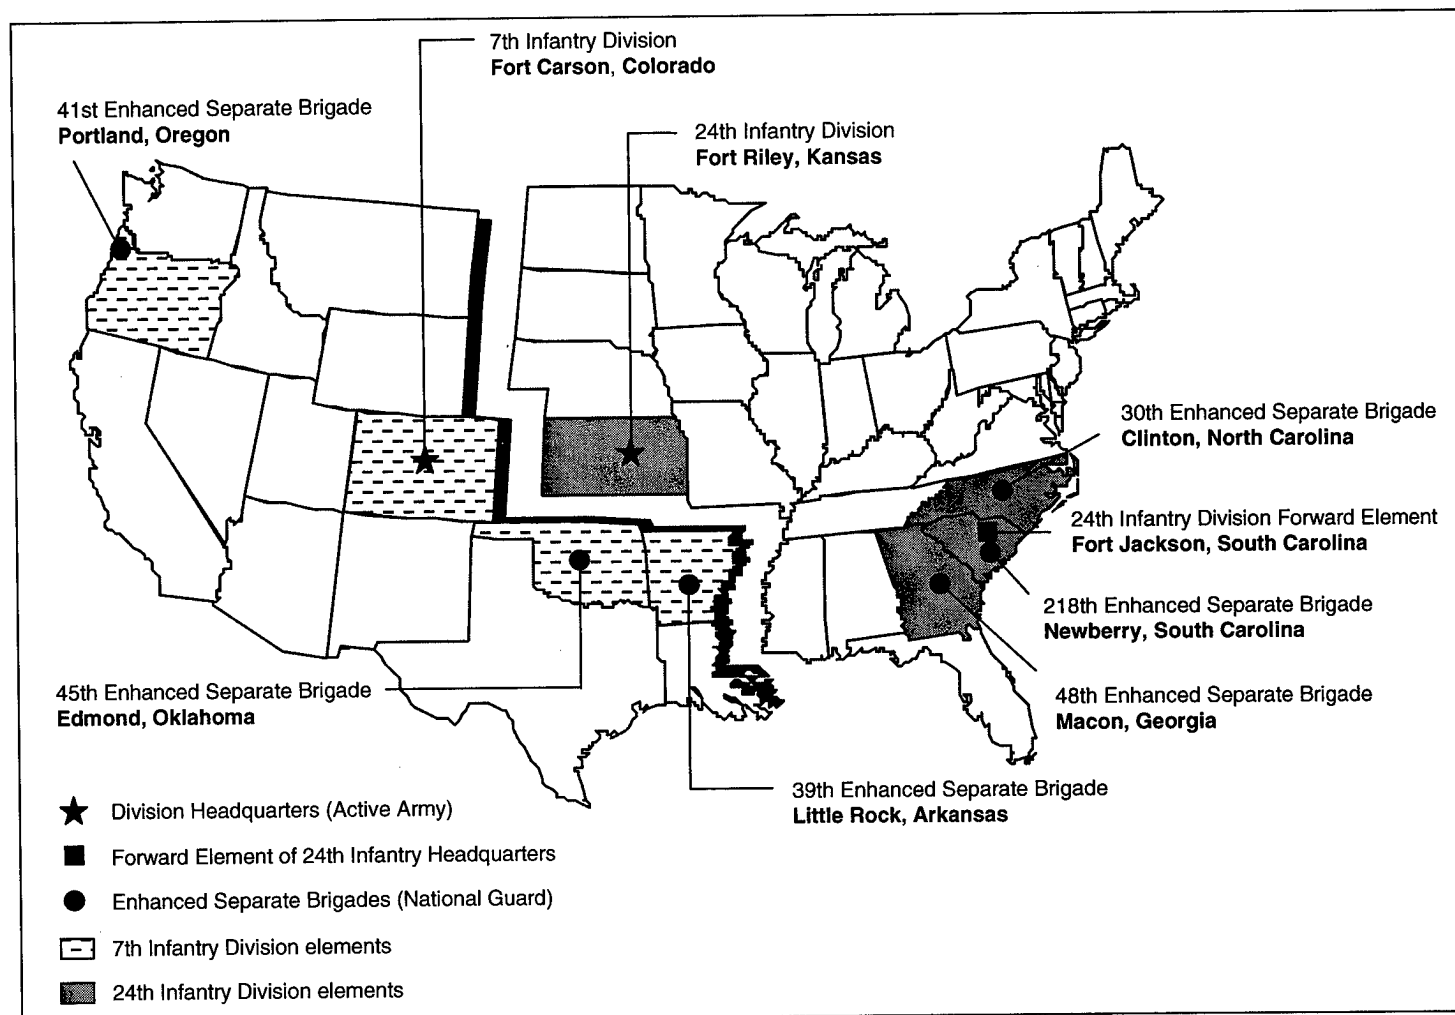 7th Infantry Division
Fort Carson, Colorado
41st Enhanced Separate Brigade
Portland, Oregon
24th Infantry Division
Fort Riley, Kansas
30th Enhanced Separate Brigade
Clinton, North Carolina
24th Infantry Division Forward Element
Fort Jackson, South Carolina
218th Enhanced Separate Brigade
Newberry, South Carolina
45th Enhanced Separate Brigade
Edmond, Oklahoma
48th Enhanced Separate Brigade
Macon, Georgia
39th Enhanced Separate Brigade
Little Rock, Arkansas
Division Headquarters (Active Army)
Forward Element of 24th Infantry Headquarters
Enhanced Separate Brigades (National Guard)
7th Infantry Division elements
24th Infantry Division elements